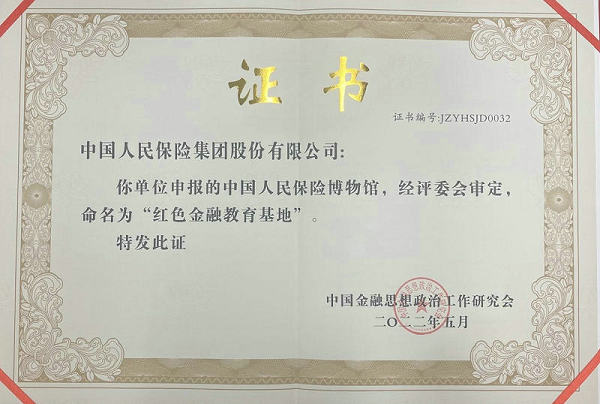 证书
证书编号:JZYHSJD0032
中国人民保险集团股份有限公司:
你单位申报的中国人民保险博物馆，经评委会审定，
命名为“红色金融教育基地”。
特发此证
中国金融思想政治工作研究会
二〇二二年五月